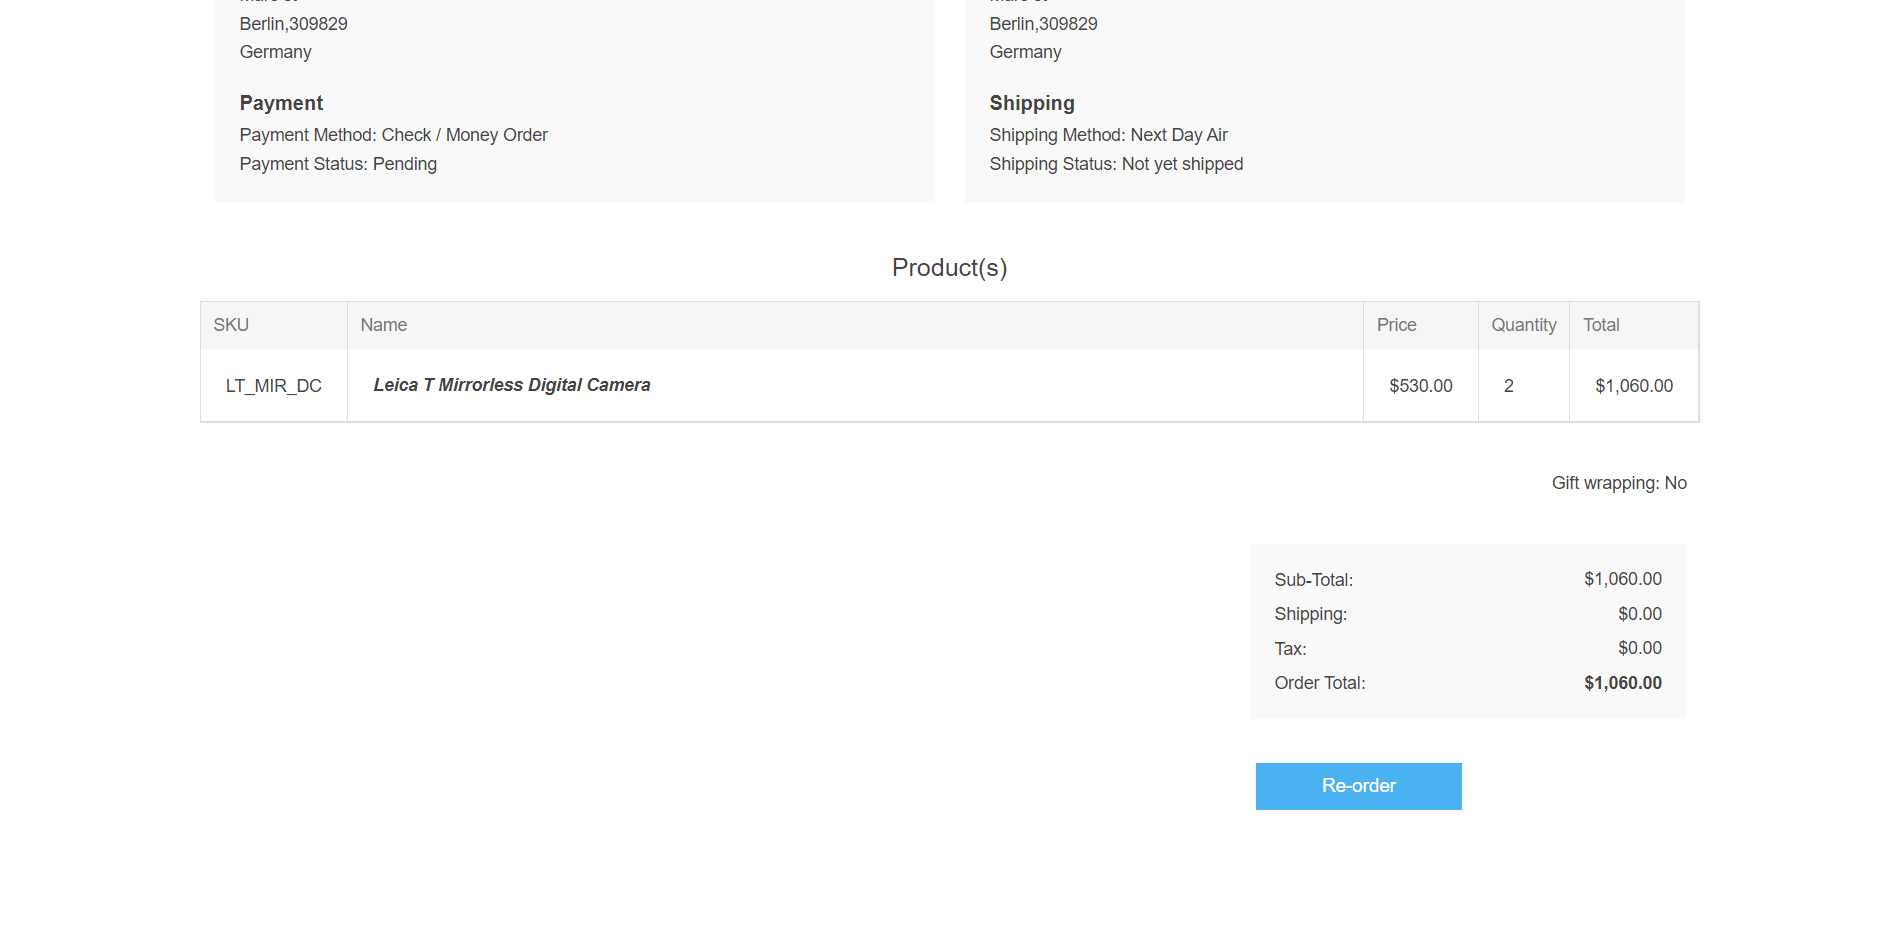 Berlin,309829
Germany
Payment
Payment Method: Check / Money Order
Payment Status: Pending
Berlin,309829
Germany
Shipping
Shipping Method: Next Day Air
Shipping Status: Not yet shipped
Product(s)
SKU Name Price Quantity Total
LT_MIR_DC Leica T Mirrorless Digital Camera $530.00 2 $1,060.00
Gift wrapping: No
Sub-Total: $1,060.00
Shipping: $0.00
Tax: $0.00
Order Total: $1,060.00
Re-order